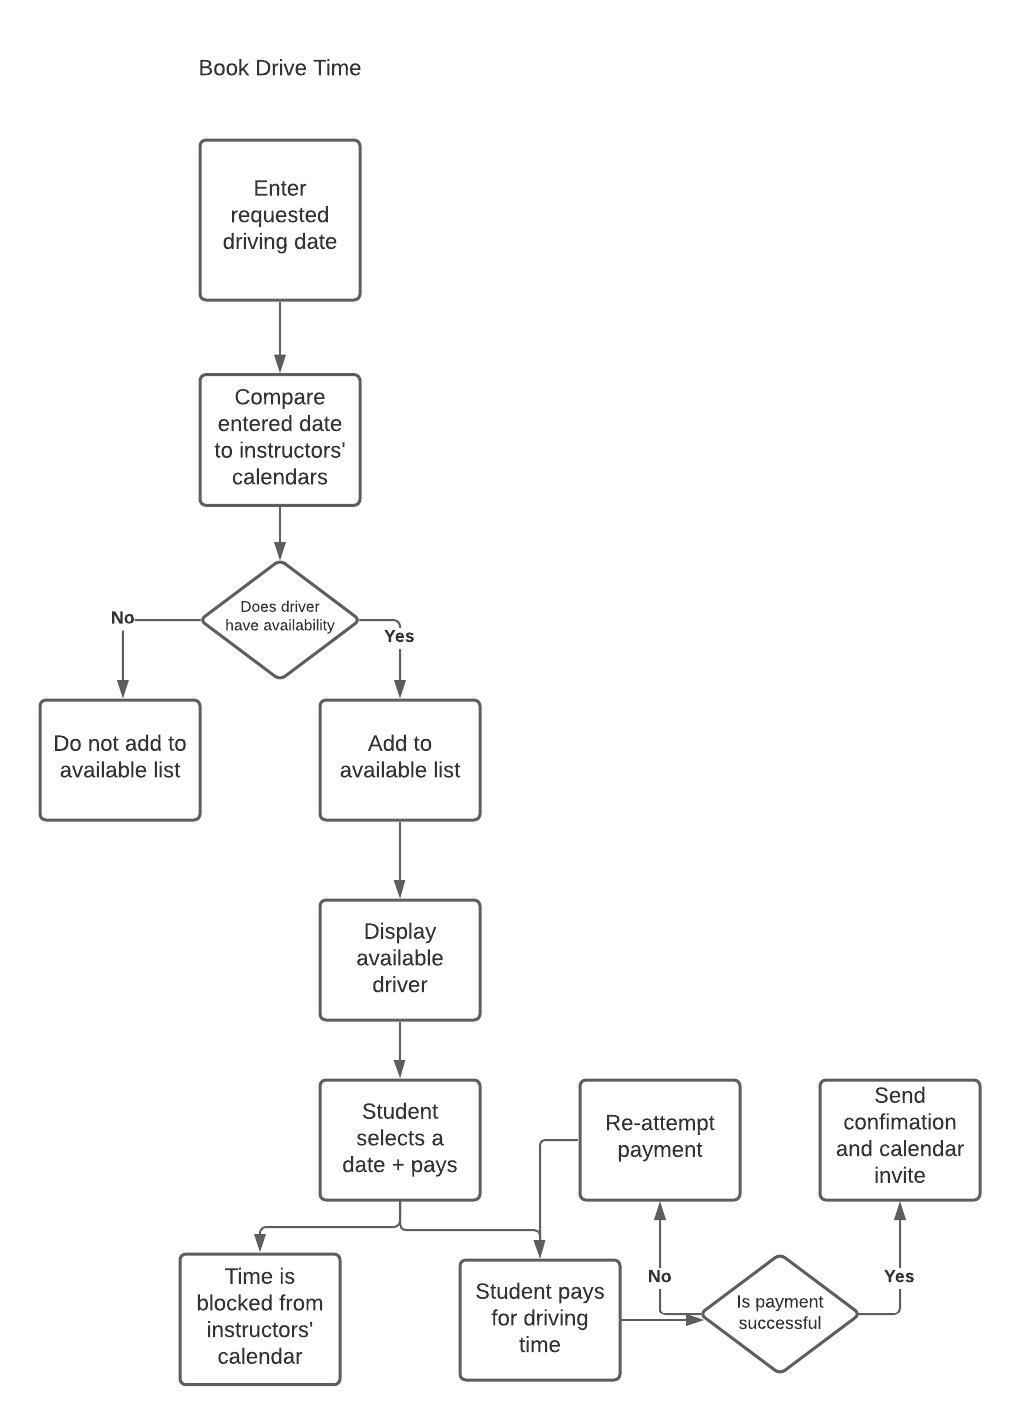 Book Drive Time
Enter
requested
driving date
Compare
entered date
to instructors'
calendars
Does driver
have availability
No
Yes
Do not add to
available list
Add to
available list
Display
available
driver
Student
selects a
date + pays
Re-attempt
payment
Send
confimation
and calendar
invite
Time is
blocked from
instructors'
calendar
Student pays
for driving
time
No
Is payment
successful
Yes